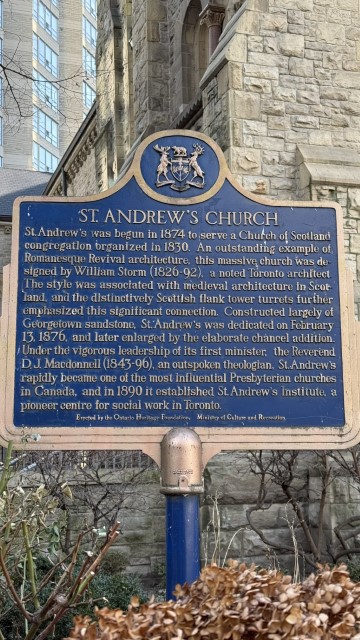 ST. ANDREW'S CHURCH
St. Andrew's was begun in 1874 to serve a Church of Scotland
congregation organized in 1830. An outstanding example of
Romanesque Revival architecture, this massive church was de-
signed by William Storm (1826-92), a noted Toronto architect.
The style was associated with medieval architecture in Scot-
land, and the distinctively Scottish flank tower turrets further
emphasized this significant connection. Constructed largely of
Georgetown sandstone, St. Andrew's was dedicated on February
13, 1876, and later enlarged by the elaborate chancel addition.
Under the vigorous leadership of its first minister, the Reverend
D.J. Macdonnell (1843-96), an outspoken theologian, St. Andrew's
rapidly became one of the most influential Presbyterian churches
in Canada, and in 1890 it established St. Andrew's institute, a
pioneer centre for social work in Toronto.
Erected by the Ontario Heritage Foundation, Ministry of Culture and Recreation